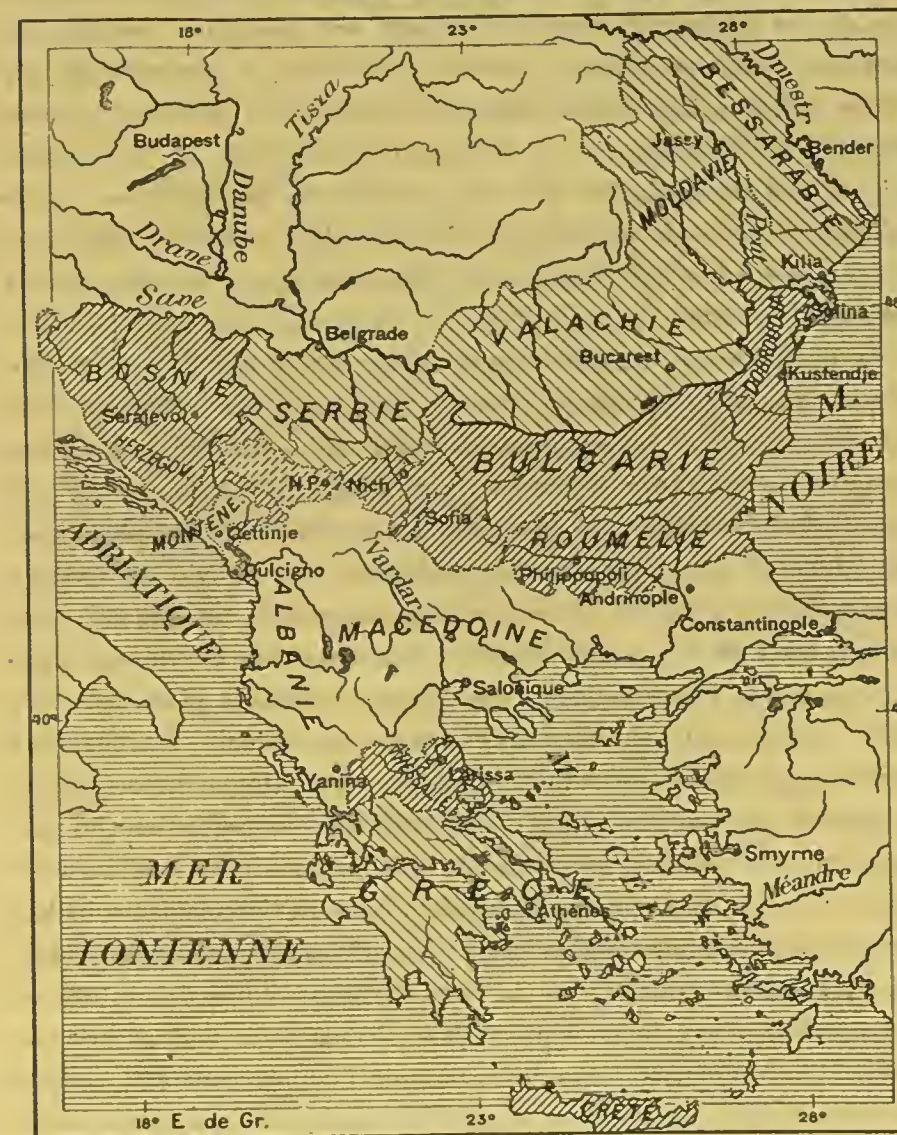 18° 23° 28°
Dniestr
BESSARABIE
Tisza
Budapest
Jassy
Bender
Danube
MOLDAVIE
Prut
Drave
Kilia
Save
Sulina
VALACHIE
DOBRODJA
Belgrade
Bucarest
Kustendje
BOSNIE
M.
SERBIE
Serajevo
HERZEGOV.
BULGARIE
NOIRE
N.P. Nich
Sofia
MONTENE
Cettinje
ROUMELIE
ADRIATIQUE
Dulcigno
Vardar
Philippopoli
Andrinople
ALBANIE
MACEDOINE
Constantinople
Salonique
40°
M. EGEE
Yanina
Larissa
Smyrne
MER
Méandre
GRECE
Athènes
IONIENNE
CRÈTE
18° E. de Gr. 23° 28°